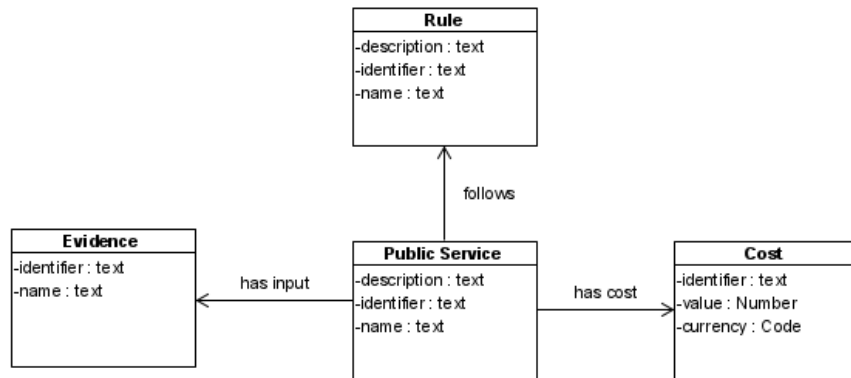 Rule
-description : text
-identifier : text
-name : text
follows
Evidence
-identifier : text
-name : text
has input
Public Service
-description : text
-identifier : text
-name : text
has cost
Cost
-identifier : text
-value : Number
-currency : Code